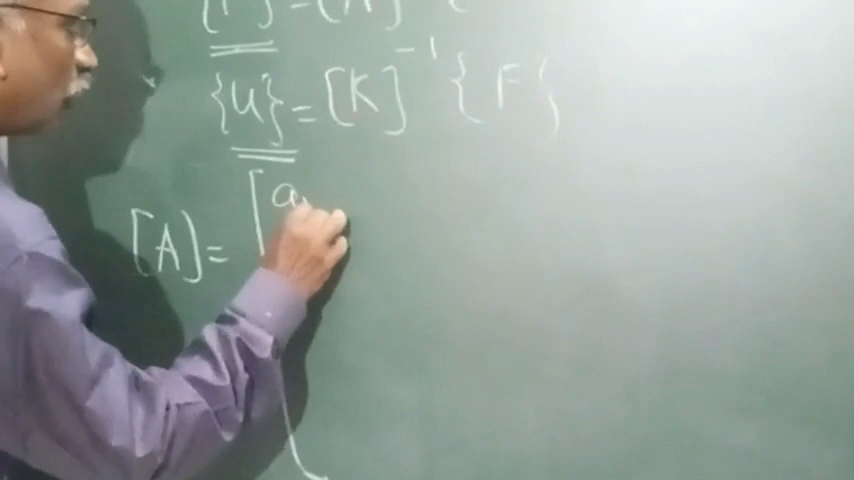 {U} = [K]⁻¹ {F}
[A] = [a